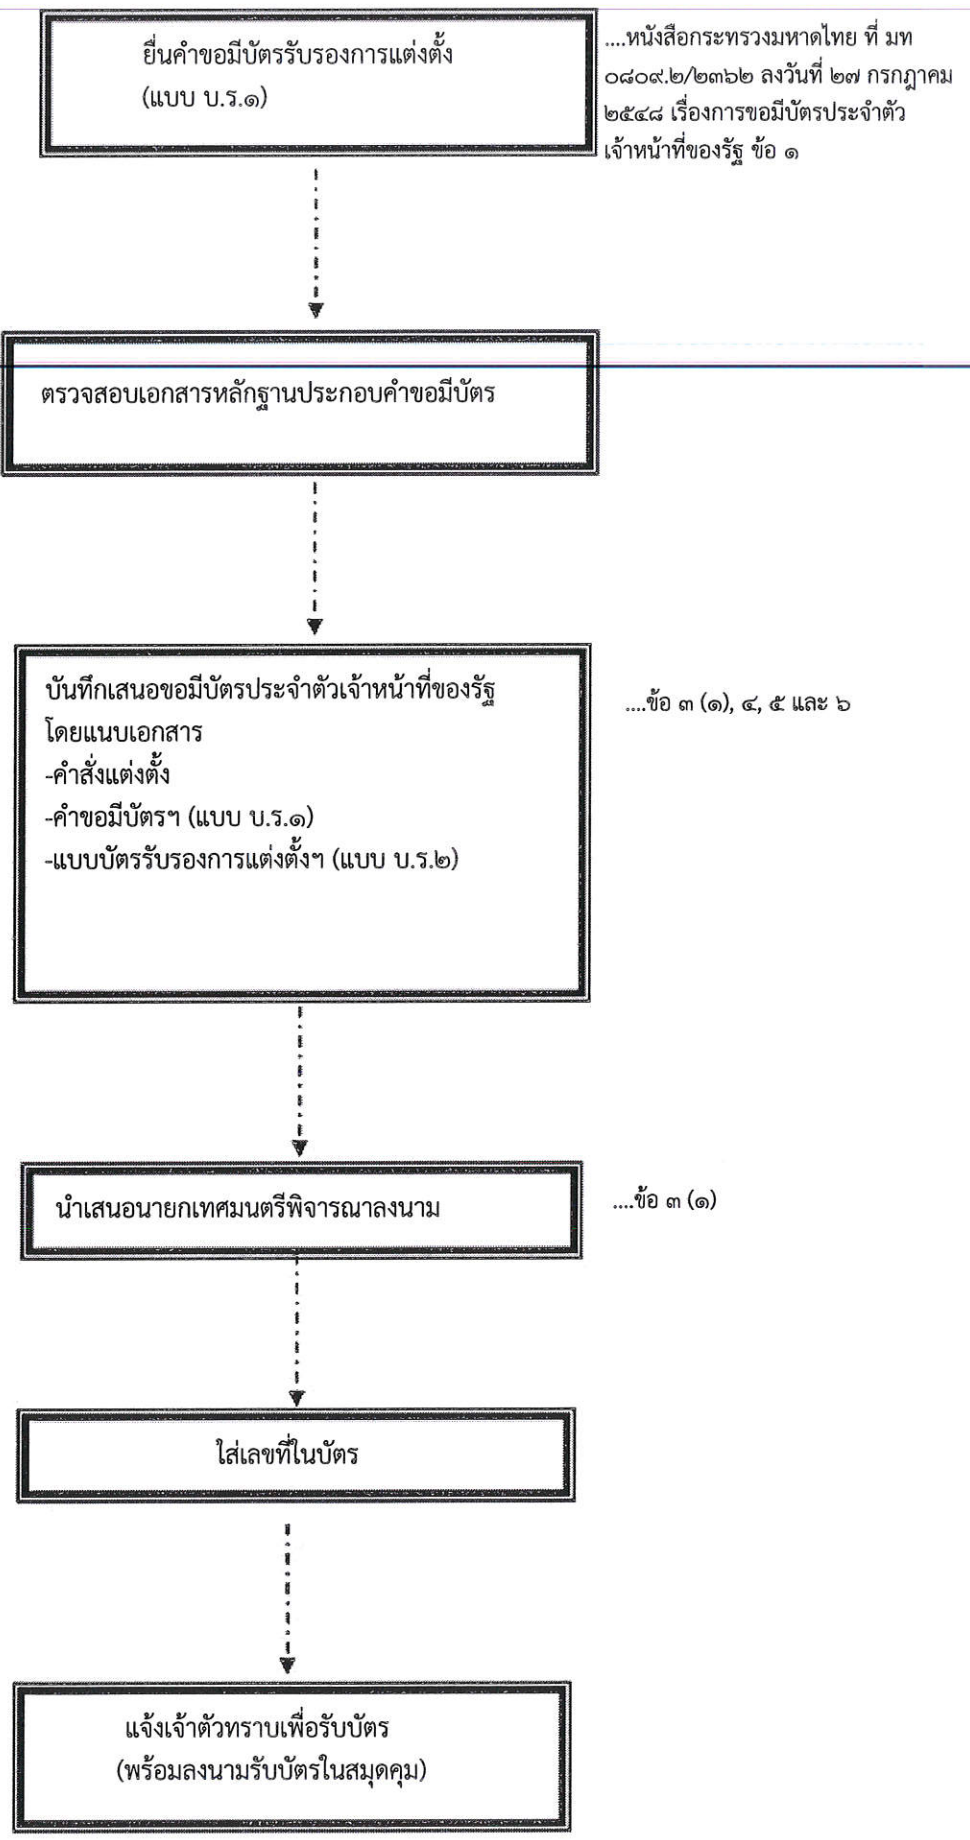 ยื่นคำขอมีบัตรรับรองการแต่งตั้ง
(แบบ บ.ร.๑)
....หนังสือกระทรวงมหาดไทย ที่ มท
๐๘๐๙.๒/๒๓๖๒ ลงวันที่ ๒๗ กรกฎาคม
๒๕๔๘ เรื่องการขอมีบัตรประจำตัว
เจ้าหน้าที่ของรัฐ ข้อ ๑
ตรวจสอบเอกสารหลักฐานประกอบคำขอมีบัตร
บันทึกเสนอขอมีบัตรประจำตัวเจ้าหน้าที่ของรัฐ
โดยแนบเอกสาร
-คำสั่งแต่งตั้ง
-คำขอมีบัตรฯ (แบบ บ.ร.๑)
-แบบบัตรรับรองการแต่งตั้งฯ (แบบ บ.ร.๒)
....ข้อ ๓ (๑), ๔, ๕ และ ๖
นำเสนอนายกเทศมนตรีพิจารณาลงนาม
....ข้อ ๓ (๑)
ใส่เลขที่ในบัตร
แจ้งเจ้าตัวทราบเพื่อรับบัตร
(พร้อมลงนามรับบัตรในสมุดคุม)